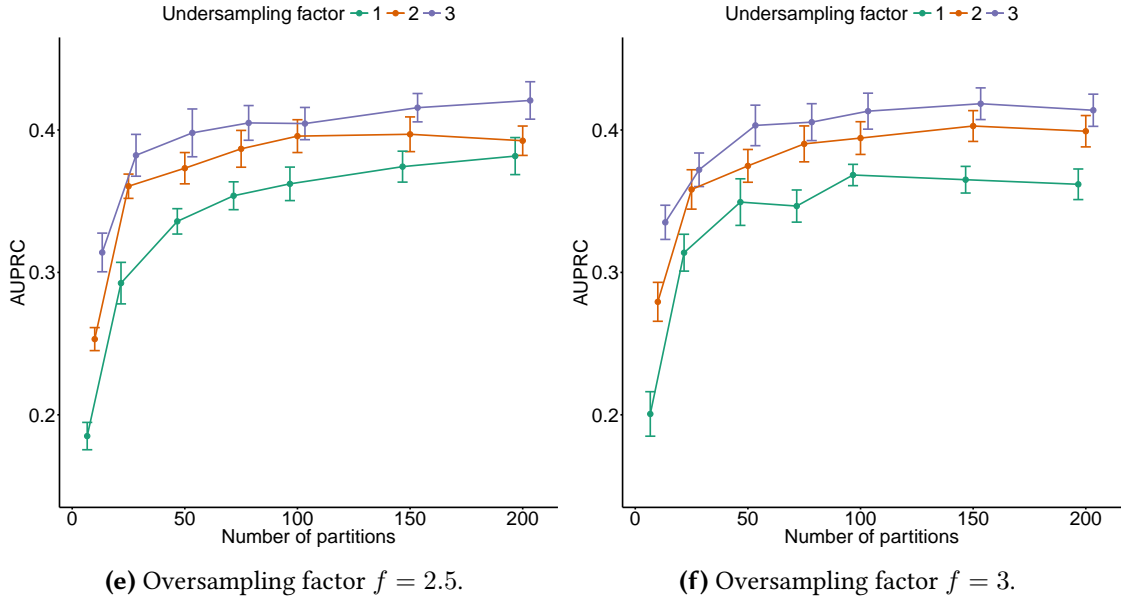 Undersampling factor 1 2 3
0.4
0.3
0.2
AUPRC
0 50 100 150 200
Number of partitions
(e) Oversampling factor f = 2.5.
Undersampling factor 1 2 3
0.4
0.3
0.2
AUPRC
0 50 100 150 200
Number of partitions
(f) Oversampling factor f = 3.